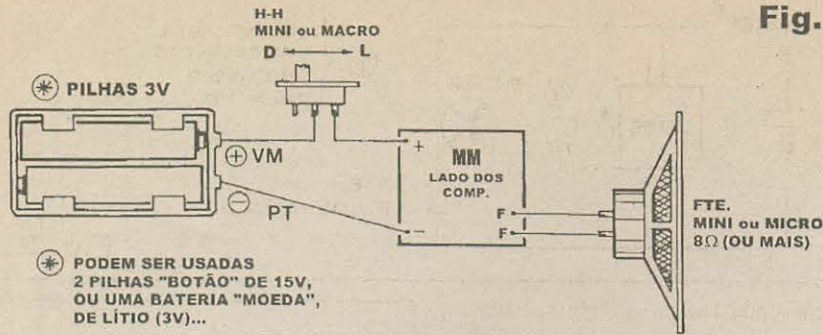 Fig.
H-H
MINI ou MACRO
D L
* PILHAS 3V
+ VM
- PT
+
MM
LADO DOS
COMP.
F
F
-
FTE.
MINI ou MICRO
8Ω (OU MAIS)
* PODEM SER USADAS
2 PILHAS "BOTÃO" DE 15V,
OU UMA BATERIA "MOEDA",
DE LÍTIO (3V)...